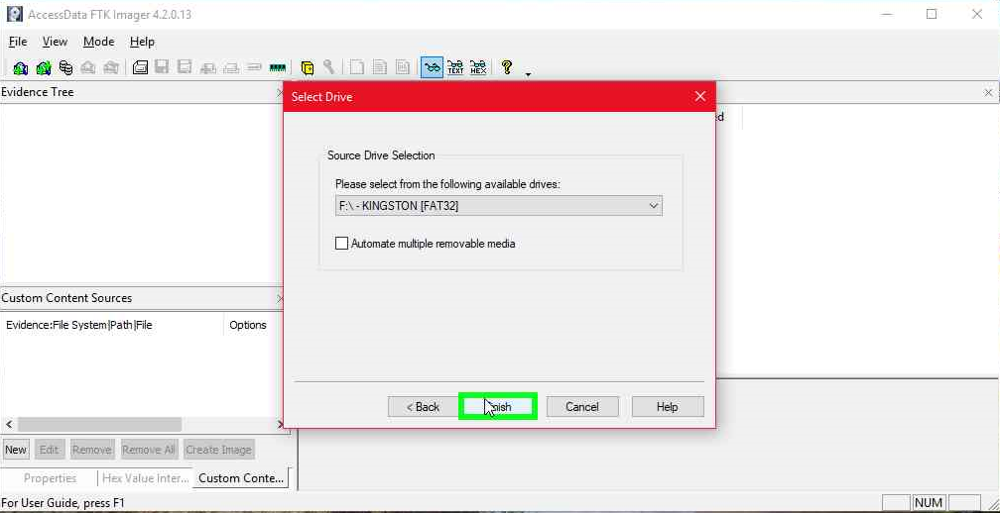 AccessData FTK Imager 4.2.0.13
File View Mode Help
TEXT HEX
Evidence Tree
Select Drive
Source Drive Selection
Please select from the following available drives:
F:\ - KINGSTON [FAT32]
Automate multiple removable media
Custom Content Sources
Evidence:File System|Path|File Options
< Back Cancel Help
New Edit Remove Remove All Create Image
Properties Hex Value Inter... Custom Conte...
For User Guide, press F1 NUM